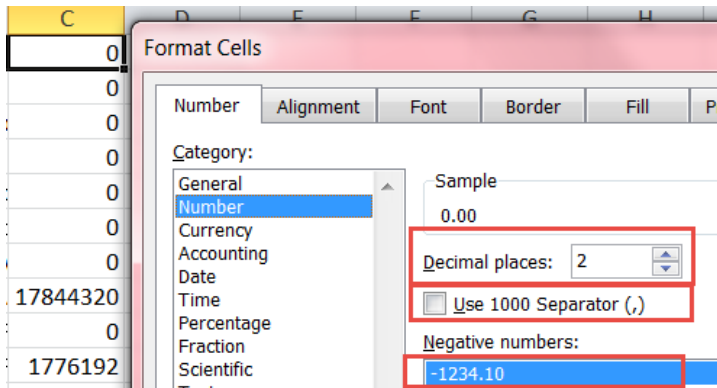 C D E F G H
Format Cells
Number Alignment Font Border Fill
Category:
General
Number
Currency
Accounting
Date
Time
Percentage
Fraction
Scientific
Sample
0.00
Decimal places: 2
Use 1000 Separator (,)
Negative numbers:
-1234.10
0
0
0
0
0
0
0
17844320
0
1776192